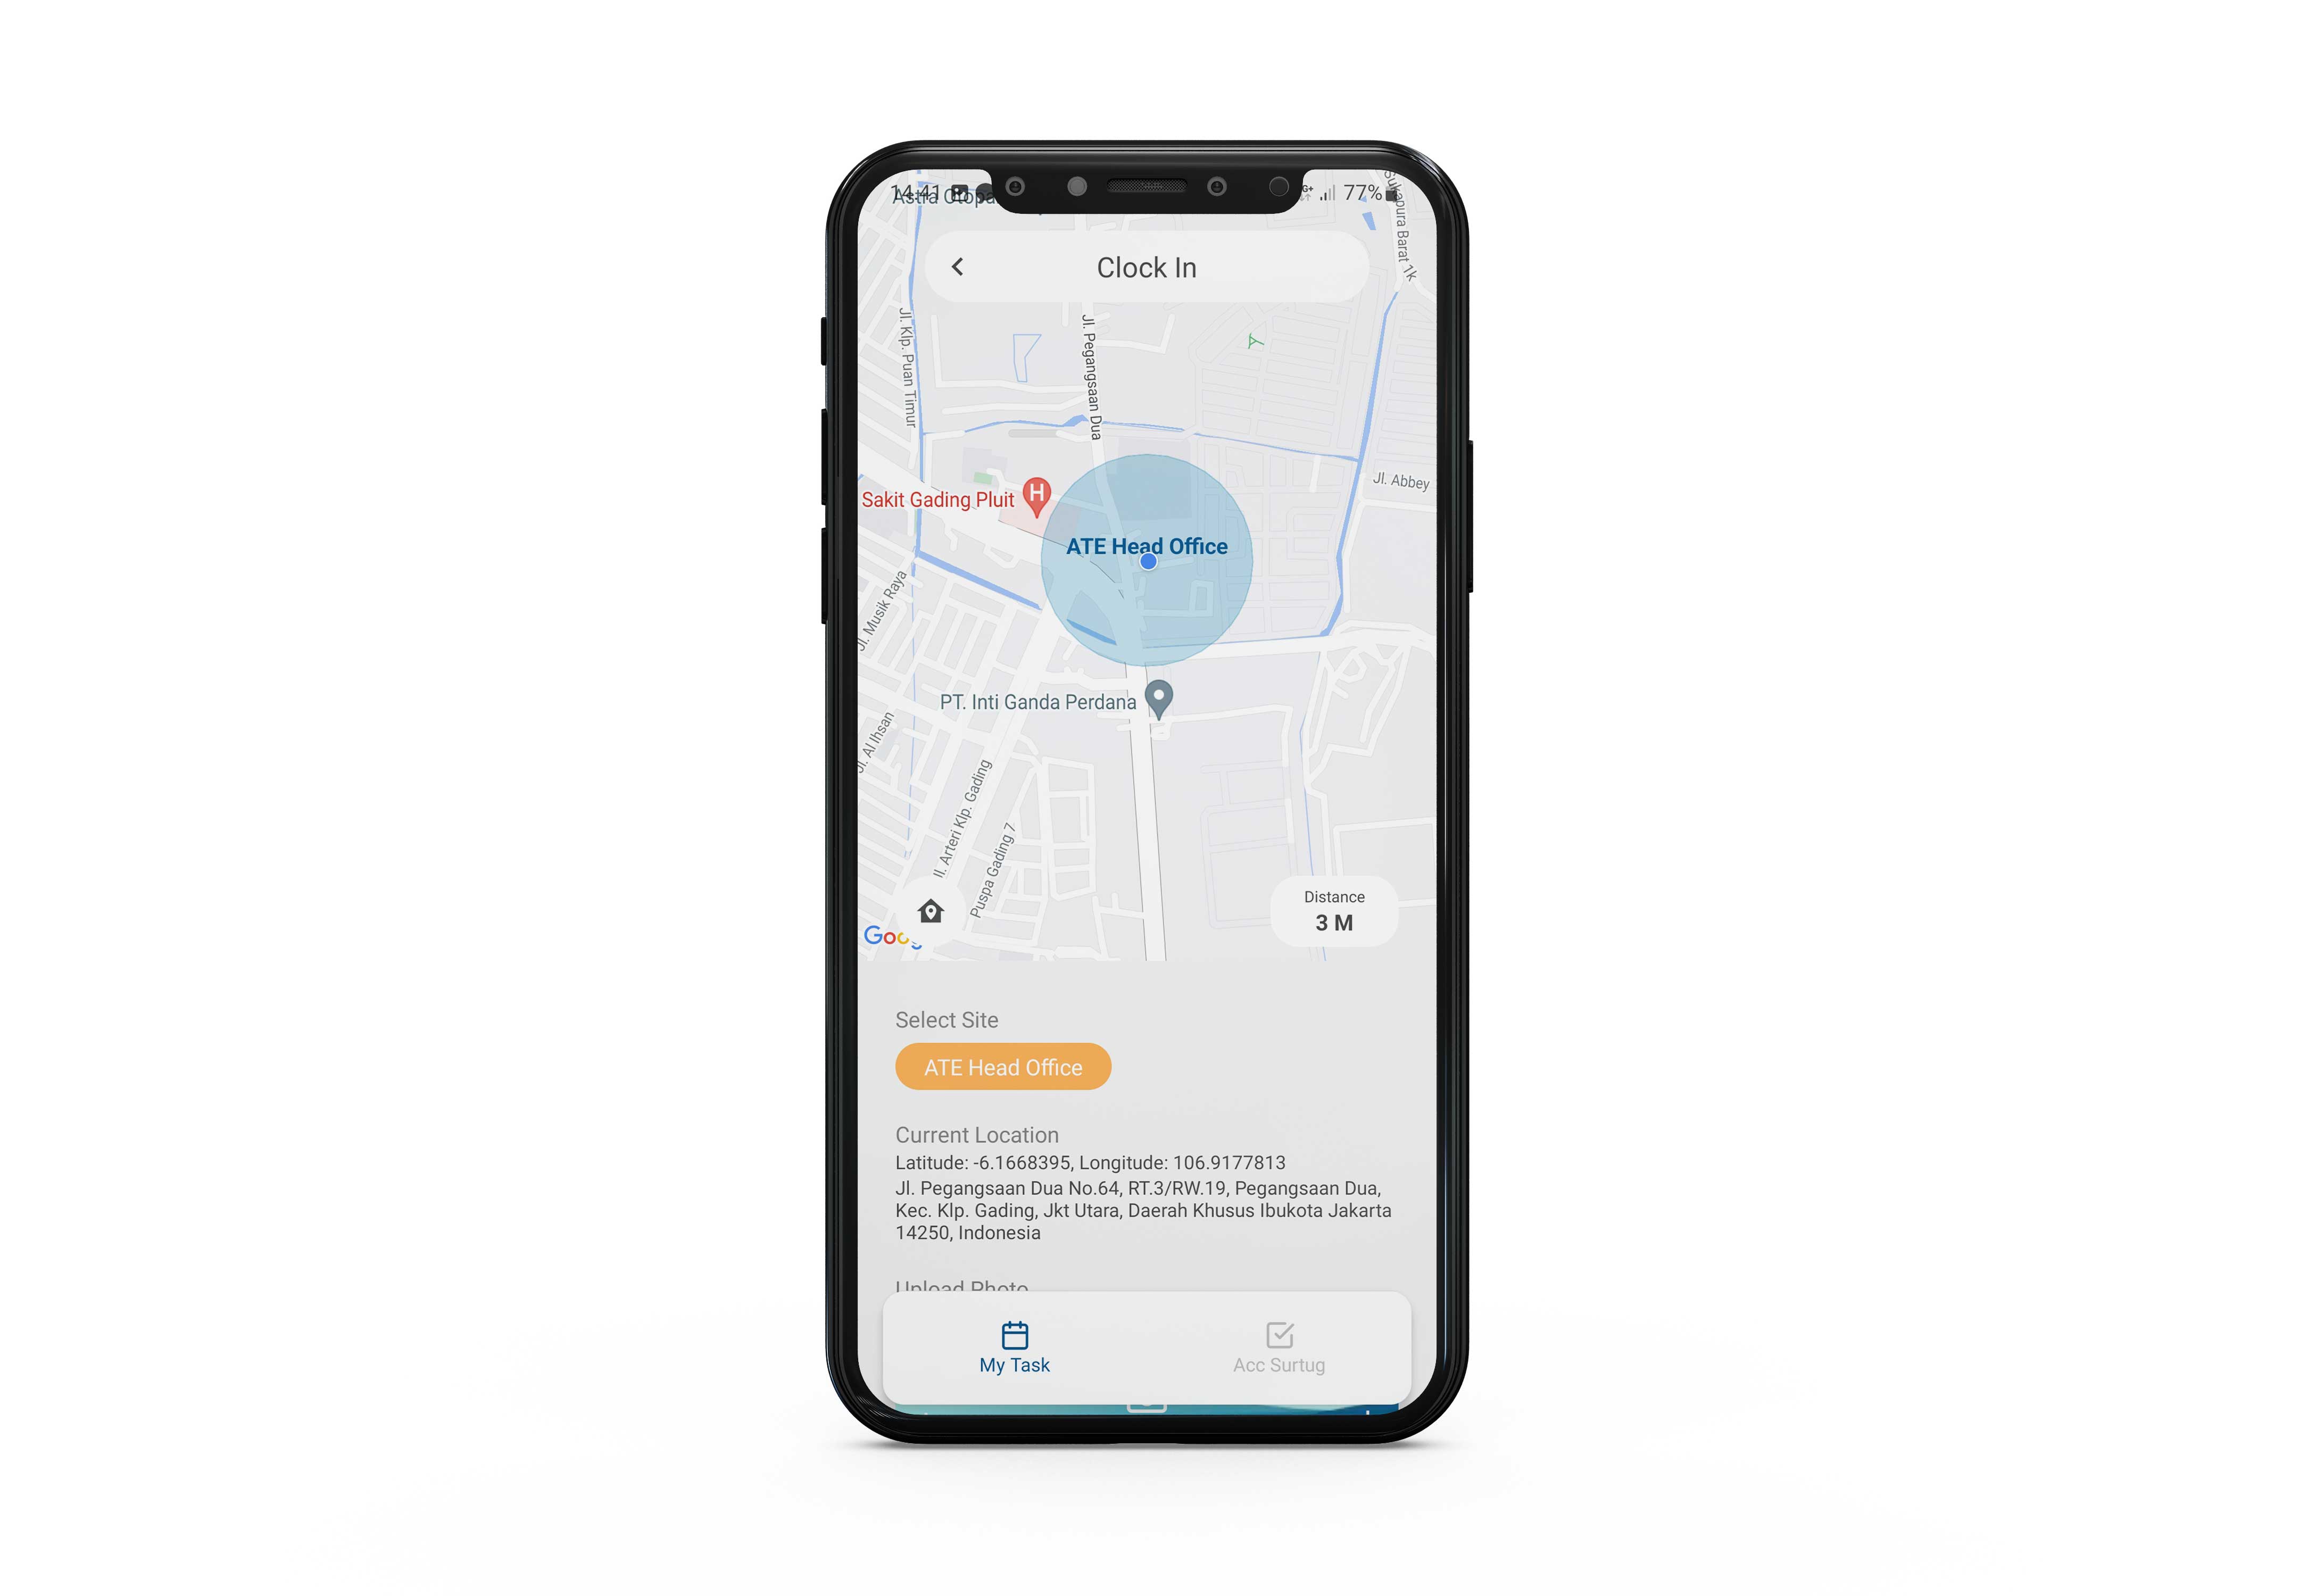 14:41
77%
Sukapura Barat 1k
Clock In
Jl. Klp. Puan Timur
Jl. Pegangsaan Dua
Jl. Abbey
Sakit Gading Pluit
H
ATE Head Office
Jl. Musik Raya
PT. Inti Ganda Perdana
Jl. Al Ihsan
Jl. Arteri Klp. Gading
Puspa Gading 7
Distance
3 M
Select Site
ATE Head Office
Current Location
Latitude: -6.1668395, Longitude: 106.9177813
Jl. Pegangsaan Dua No.64, RT.3/RW.19, Pegangsaan Dua,
Kec. Klp. Gading, Jkt Utara, Daerah Khusus Ibukota Jakarta
14250, Indonesia
Upload Photo
My Task
Acc Surtug